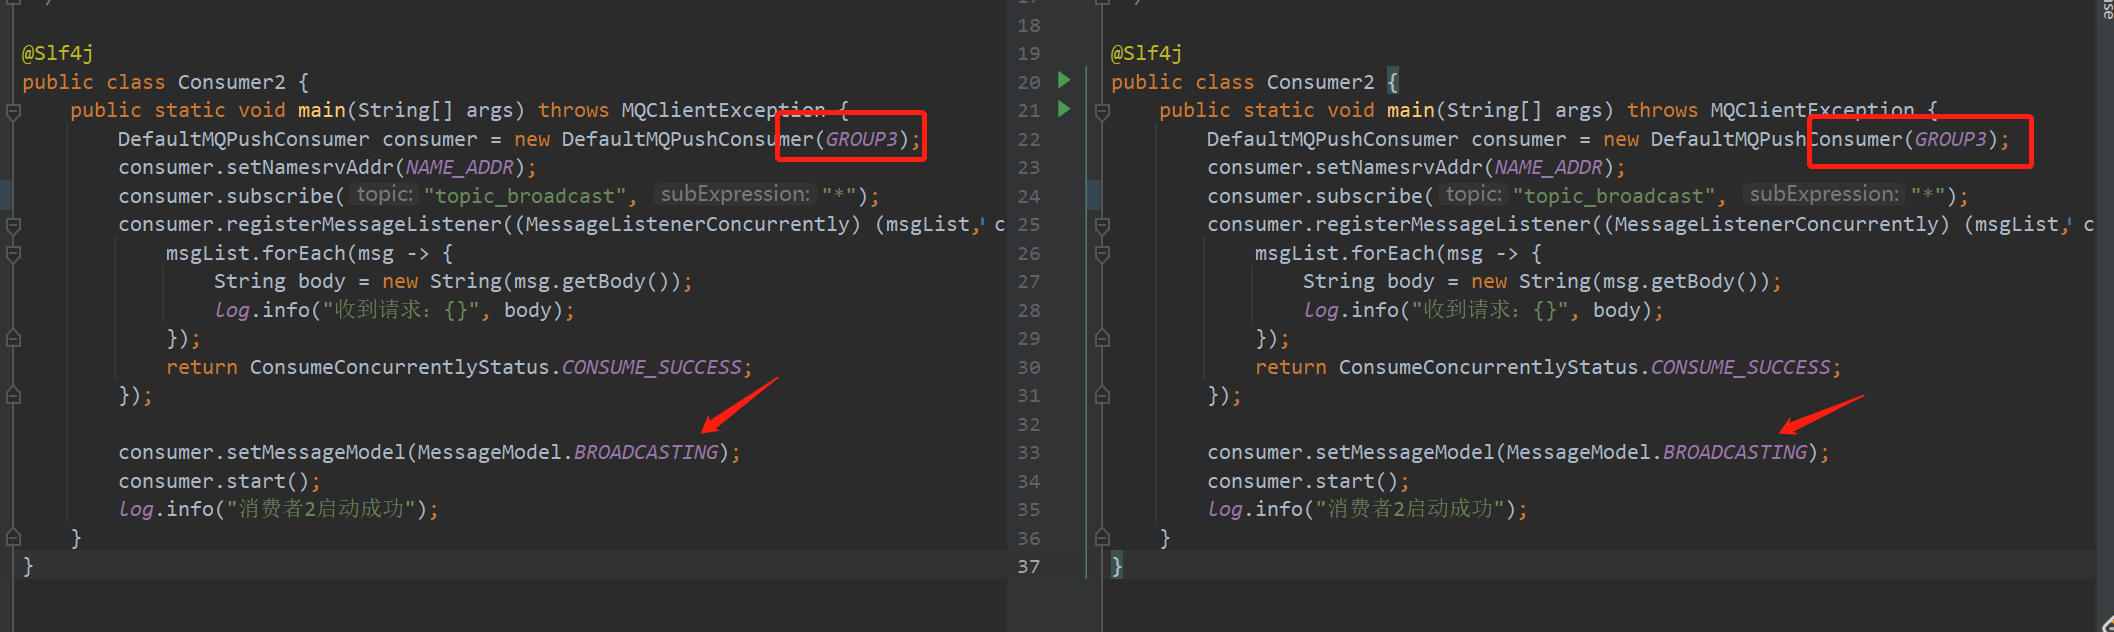 @Slf4j
public class Consumer2 {
public static void main(String[] args) throws MQClientException {
DefaultMQPushConsumer consumer = new DefaultMQPushConsumer(GROUP3);
consumer.setNamesrvAddr(NAME_ADDR);
consumer.subscribe( topic: "topic_broadcast", subExpression: "*");
consumer.registerMessageListener((MessageListenerConcurrently) (msgList,
msgList.forEach(msg -> {
String body = new String(msg.getBody());
log.info("收到请求：{}", body);
});
return ConsumeConcurrentlyStatus.CONSUME_SUCCESS;
});
consumer.setMessageModel(MessageModel.BROADCASTING);
consumer.start();
log.info("消费者2启动成功");
}
}
18
19 @Slf4j
20 public class Consumer2 {
21 public static void main(String[] args) throws MQClientException {
22 DefaultMQPushConsumer consumer = new DefaultMQPushConsumer(GROUP3);
23 consumer.setNamesrvAddr(NAME_ADDR);
24 consumer.subscribe( topic: "topic_broadcast", subExpression: "*");
25 consumer.registerMessageListener((MessageListenerConcurrently) (msgList, c
26 msgList.forEach(msg -> {
27 String body = new String(msg.getBody());
28 log.info("收到请求：{}", body);
29 });
30 return ConsumeConcurrentlyStatus.CONSUME_SUCCESS;
31 });
32
33 consumer.setMessageModel(MessageModel.BROADCASTING);
34 consumer.start();
35 log.info("消费者2启动成功");
36 }
37 }